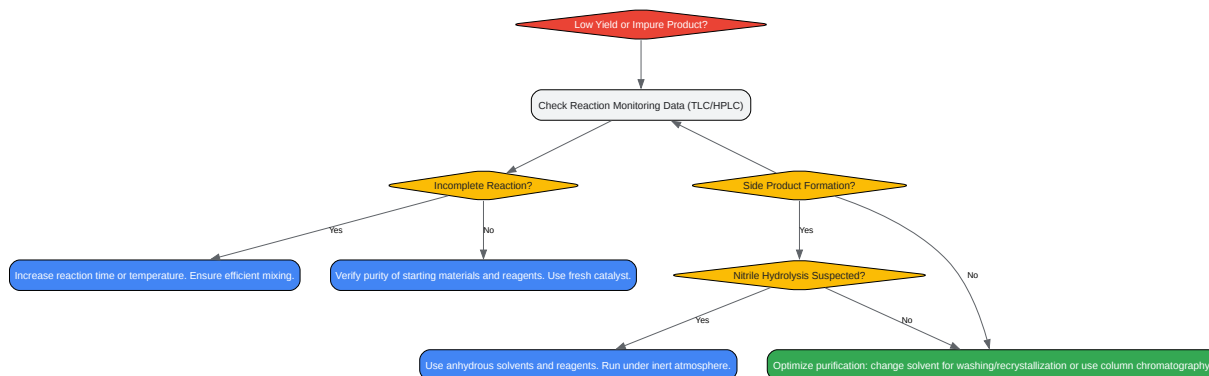 Low Yield or Impure Product?
Check Reaction Monitoring Data (TLC/HPLC)
Incomplete Reaction?
Side Product Formation?
Yes
No
Yes
Increase reaction time or temperature. Ensure efficient mixing.
Verify purity of starting materials and reagents. Use fresh catalyst.
Nitrile Hydrolysis Suspected?
No
Yes
No
Use anhydrous solvents and reagents. Run under inert atmosphere.
Optimize purification: change solvent for washing/recrystallization or use column chromatography